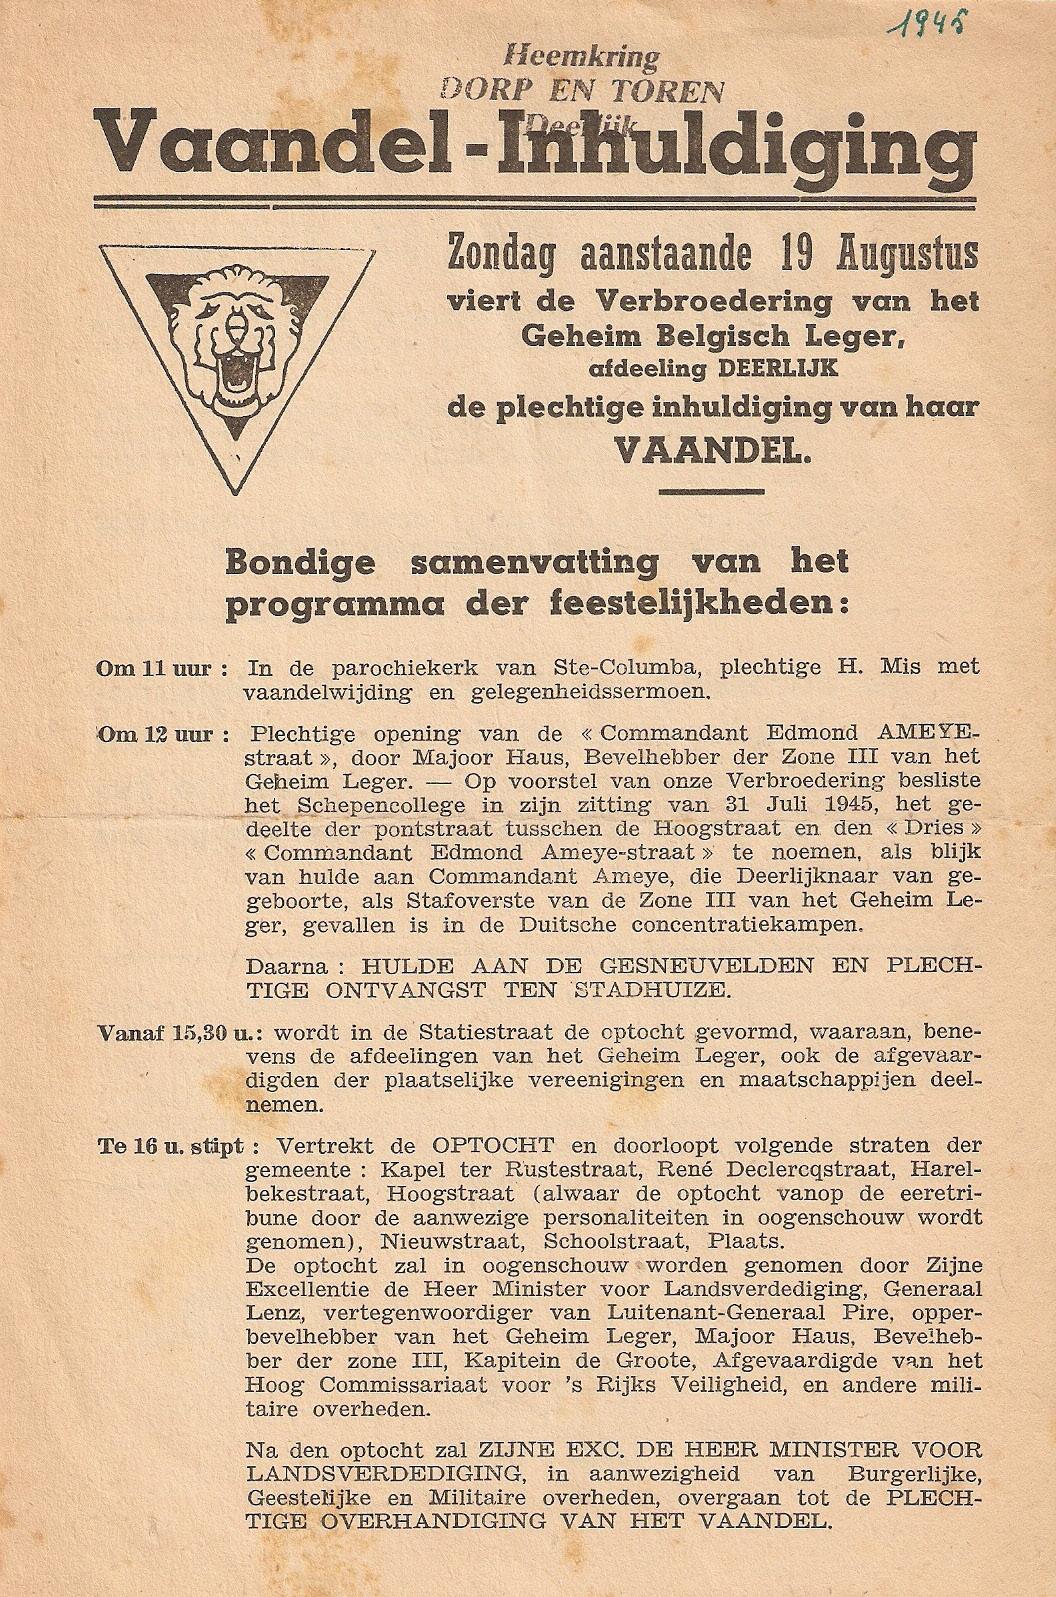 1945
Heemkring
DORP EN TOREN
Deerlijk
Vaandel-Inhuldiging
Zondag aanstaande 19 Augustus
viert de Verbroedering van het
Geheim Belgisch Leger,
afdeeling DEERLIJK
de plechtige inhuldiging van haar
VAANDEL.
Bondige samenvatting van het
programma der feestelijkheden:
Om 11 uur : In de parochiekerk van Ste-Columba, plechtige H. Mis met
vaandelwijding en gelegenheidssermoen.
Om 12 uur : Plechtige opening van de « Commandant Edmond AMEYE-
straat », door Majoor Haus, Bevelhebber der Zone III van het
Geheim Leger. — Op voorstel van onze Verbroedering besliste
het Schepencollege in zijn zitting van 31 Juli 1945, het ge-
deelte der pontstraat tusschen de Hoogstraat en den « Dries »
« Commandant Edmond Ameye-straat » te noemen, als blijk
van hulde aan Commandant Ameye, die Deerlijknaar van ge-
geboorte, als Stafoverste van de Zone III van het Geheim Le-
ger, gevallen is in de Duitsche concentratiekampen.
Daarna : HULDE AAN DE GESNEUVELDEN EN PLECH-
TIGE ONTVANGST TEN STADHUIZE.
Vanaf 15,30 u.: wordt in de Statiestraat de optocht gevormd, waaraan, bene-
vens de afdeelingen van het Geheim Leger, ook de afgevaar-
digden der plaatselijke vereenigingen en maatschappijen deel-
nemen.
Te 16 u. stipt : Vertrekt de OPTOCHT en doorloopt volgende straten der
gemeente : Kapel ter Rustestraat, René Declercqstraat, Harel-
bekestraat, Hoogstraat (alwaar de optocht vanop de eeretri-
bune door de aanwezige personaliteiten in oogenschouw wordt
genomen), Nieuwstraat, Schoolstraat, Plaats.
De optocht zal in oogenschouw worden genomen door Zijne
Excellentie de Heer Minister voor Landsverdediging, Generaal
Lenz, vertegenwoordiger van Luitenant-Generaal Pire, opper-
bevelhebber van het Geheim Leger, Majoor Haus, Bevelheb-
ber der zone III, Kapitein de Groote, Afgevaardigde van het
Hoog Commissariaat voor 's Rijks Veiligheid, en andere mili-
taire overheden.
Na den optocht zal ZIJNE EXC. DE HEER MINISTER VOOR
LANDSVERDEDIGING, in aanwezigheid van Burgerlijke,
Geestelijke en Militaire overheden, overgaan tot de PLECH-
TIGE OVERHANDIGING VAN HET VAANDEL.